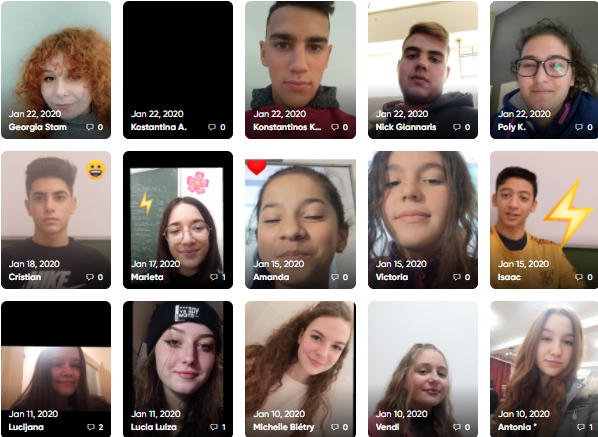 Jan 22, 2020
Georgia Stam 0
Jan 22, 2020
Kostantina A. 0
Jan 22, 2020
Konstantinos K... 0
Jan 22, 2020
Nick Giannaris 0
Jan 22, 2020
Poly K. 0
Jan 18, 2020
Cristian 0
Jan 17, 2020
Marieta 1
Jan 15, 2020
Amanda 0
Jan 15, 2020
Victoria 0
Jan 15, 2020
Isaac 0
Jan 11, 2020
Lucijana 2
Jan 11, 2020
Lucia Luiza 1
Jan 10, 2020
Michelle Biétry 0
Jan 10, 2020
Vendi 0
Jan 10, 2020
Antonia * 1